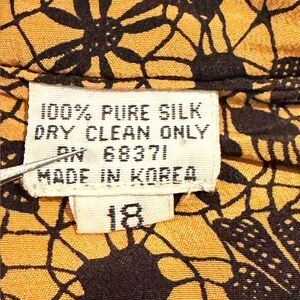 100% PURE SILK
DRY CLEAN ONLY
RN 68371
MADE IN KOREA
18